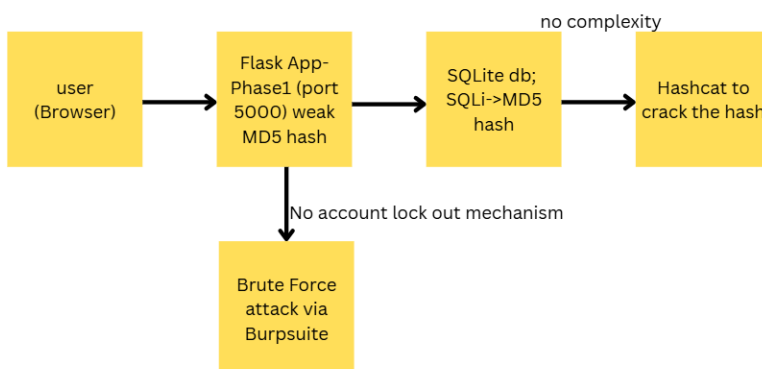 no complexity
user
(Browser)
Flask App-
Phase1 (port
5000) weak
MD5 hash
SQLite db;
SQLi->MD5
hash
Hashcat to
crack the hash
No account lock out mechanism
Brute Force
attack via
Burpsuite